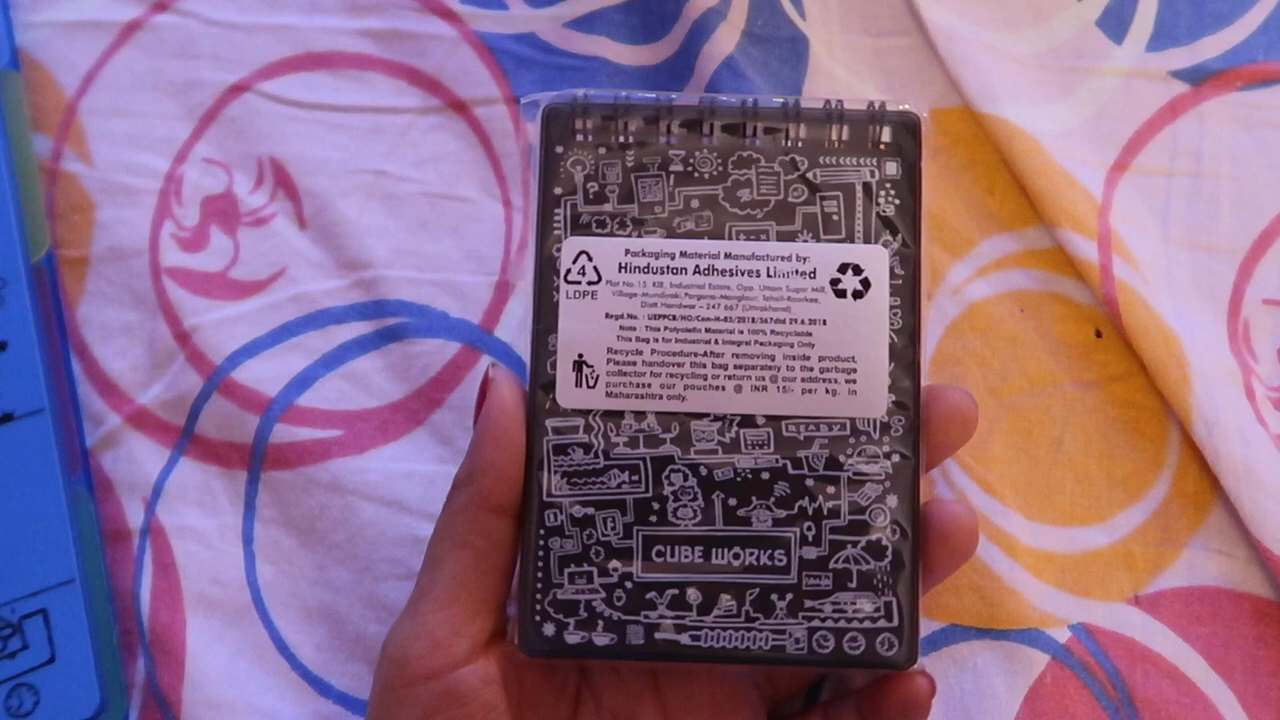 Packaging Material Manufactured by:
Hindustan Adhesives Limited
4
LDPE
Plot No.15, KIE, Industrial Estate, Opp. Uttam Sugar Mill,
Village-Mundiyaki, Pargana-Manglaur, Tehsil-Roorkee,
Distt.Haridwar – 247 667 (Uttrakhand)
Regd.No. : UEPPCB/HO/Con-H-85/2018/567dtd 29.6.2018
Note : This Polyolefin Material is 100% Recyclable
This Bag is for Industrial & Integral Packaging Only
Recycle Procedure-After removing inside product,
Please handover this bag separatery to the garbage
collector for recycling or return us @ our address, we
purchase our pouches @ INR 15/- per kg. in
Maharashtra only.
READY
CUBE WORKS